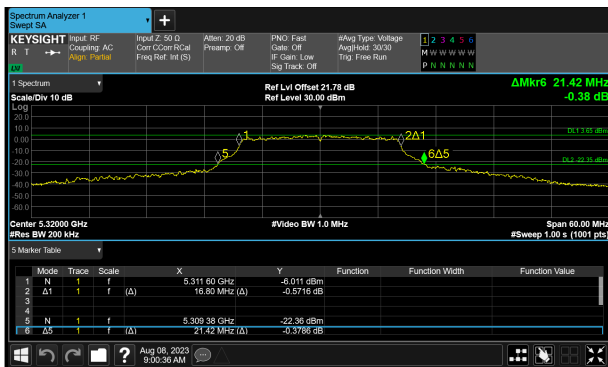 Spectrum Analyzer 1
Swept SA
+
KEYSIGHT Input: RF Input Z: 50 Ω Atten: 20 dB PNO: Fast #Avg Type: Voltage 1 2 3 4 5 6
R T Coupling: AC Corr CCorr RCal Preamp: Off Gate: Off Avg|Hold: 30/30 M W W W W W
Align: Partial Freq Ref: Int (S) IF Gain: Low Trig: Free Run
Sig Track: Off P N N N N N
LXI
1 Spectrum Ref Lvl Offset 21.78 dB ΔMkr6 21.42 MHz
Scale/Div 10 dB Ref Level 30.00 dBm -0.38 dB
Log
20.0
10.0
0.00
-10.0
-20.0
-30.0
-40.0
-50.0
-60.0
1
2Δ1
5
6Δ5
DL1 3.65 dBm
DL2 -22.35 dBm
Center 5.32000 GHz #Video BW 1.0 MHz Span 60.00 MHz
#Res BW 200 kHz #Sweep 1.00 s (1001 pts)
5 Marker Table
Mode Trace Scale X Y Function Function Width Function Value
1 N 1 f 5.311 60 GHz -6.011 dBm
2 Δ1 1 f (Δ) 16.80 MHz (Δ) -0.5716 dB
3
4
5 N 1 f 5.309 38 GHz -22.36 dBm
6 Δ5 1 f (Δ) 21.42 MHz (Δ) -0.3786 dB
? Aug 08, 2023
9:00:36 AM